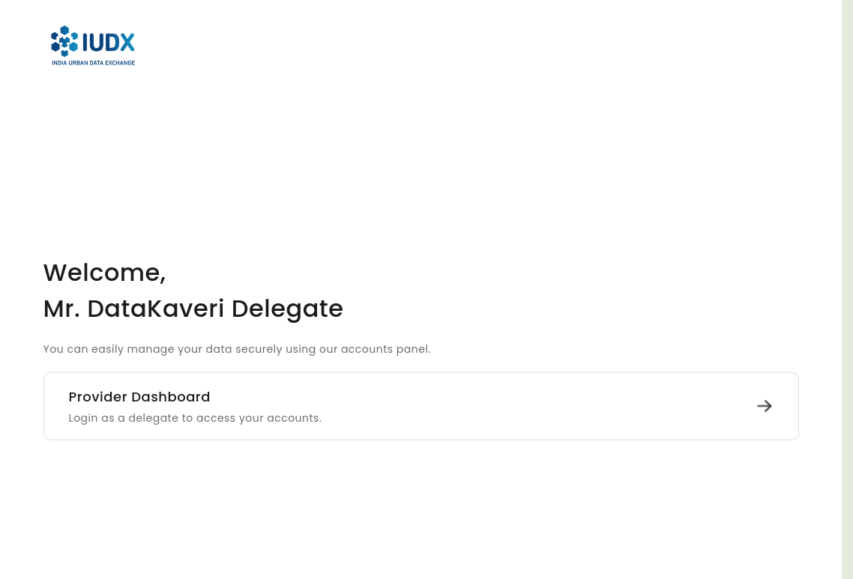 IUDX
INDIA URBAN DATA EXCHANGE
Welcome,
Mr. DataKaveri Delegate
You can easily manage your data securely using our accounts panel.
Provider Dashboard
Login as a delegate to access your accounts.